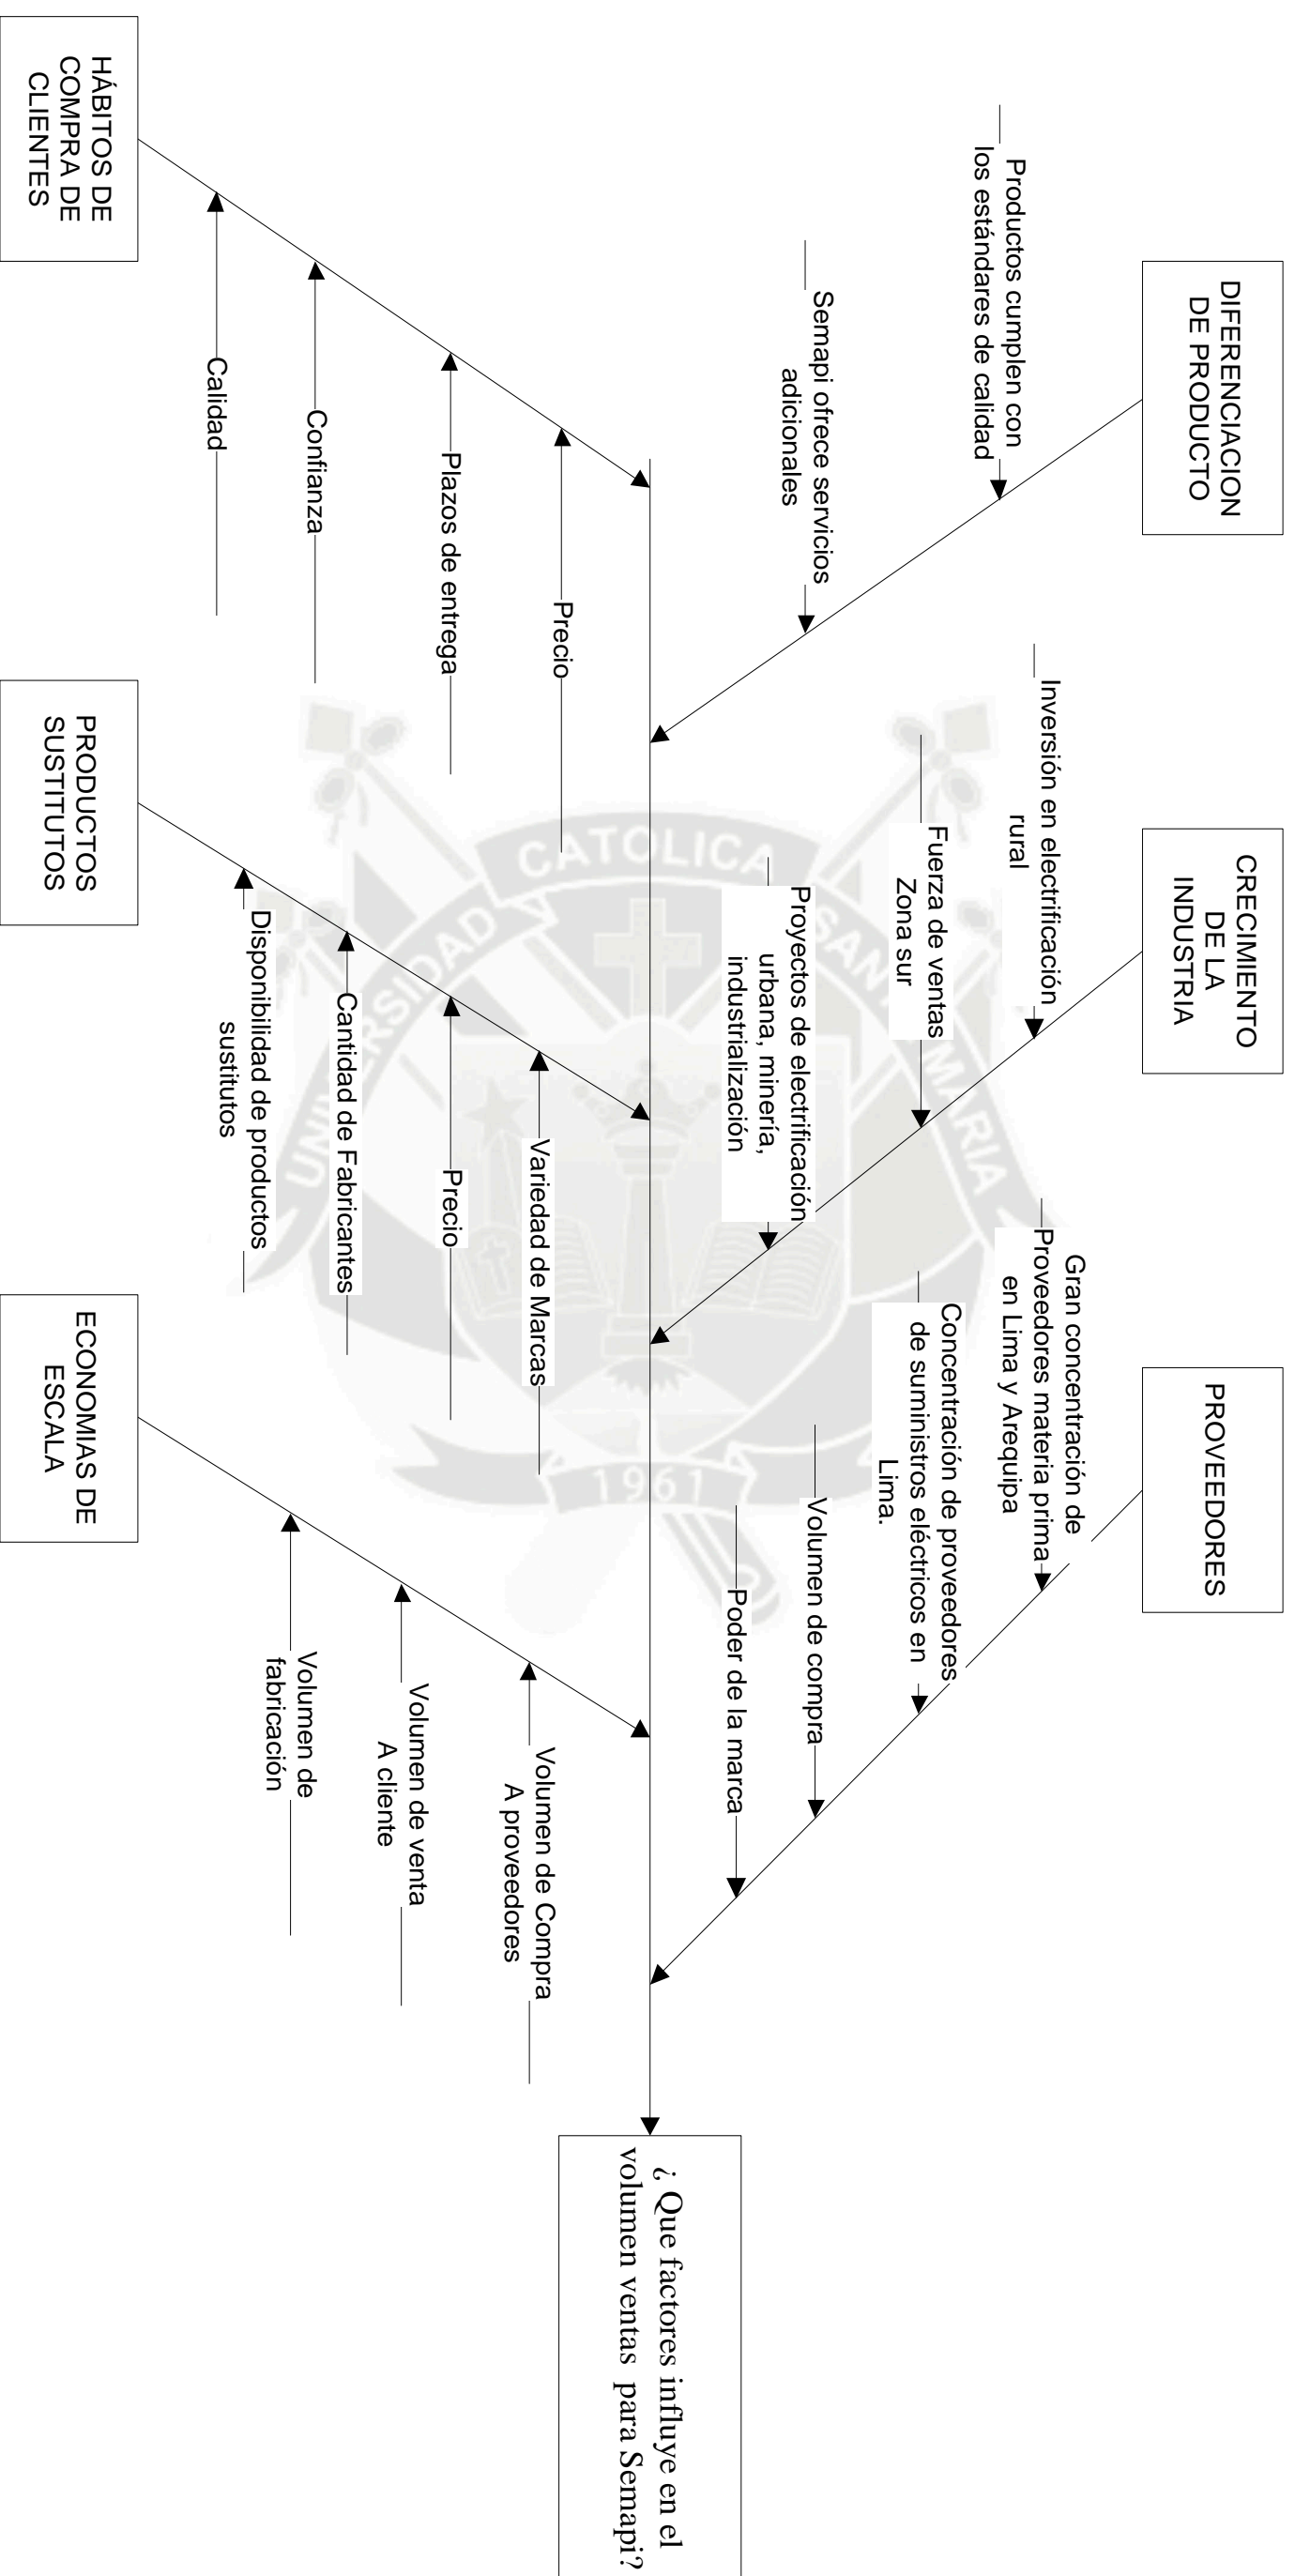 DIFERENCIACION
DE PRODUCTO
Productos cumplen con
los estándares de calidad
Semapi ofrece servicios
adicionales
CRECIMIENTO
DE LA
INDUSTRIA
Inversión en electrificación
rural
Fuerza de ventas
Zona sur
Proyectos de electrificación
urbana, minería,
industrialización
PROVEEDORES
Gran concentración de
Proveedores materia prima
en Lima y Arequipa
Concentración de proveedores
de suministros eléctricos en
Lima.
Volumen de compra
Poder de la marca
HÁBITOS DE
COMPRA DE
CLIENTES
Precio
Plazos de entrega
Confianza
Calidad
PRODUCTOS
SUSTITUTOS
Variedad de Marcas
Precio
Cantidad de Fabricantes
Disponibilidad de productos
sustitutos
ECONOMIAS DE
ESCALA
Volumen de Compra
A proveedores
Volumen de venta
A cliente
Volumen de
fabricación
¿ Que factores influye en el
volumen ventas para Semapi?
UNIVERSIDAD
CATOLICA
SANTA MARIA
1961